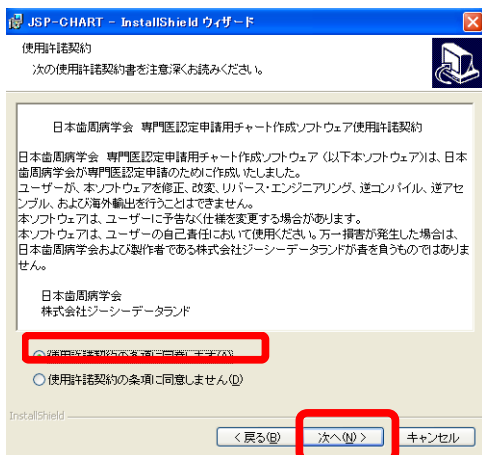 JSP-CHART - InstallShield ウィザード
使用許諾契約
次の使用許諾契約書を注意深くお読みください。
日本歯周病学会 専門医認定申請用チャート作成ソフトウェア使用許諾契約
日本歯周病学会 専門医認定申請用チャート作成ソフトウェア (以下本ソフトウェア)は、日本
歯周病学会が専門医認定申請のために作成いたしました。
ユーザーが、本ソフトウェアを修正、改変、リバース・エンジニアリング、逆コンパイル、逆アセ
ンブル、および海外輸出を行うことはできません。
本ソフトウェアは、ユーザーに予告なく仕様を変更する場合があります。
本ソフトウェアは、ユーザーの自己責任において使用ください。万一損害が発生した場合は、
日本歯周病学会および製作者である株式会社ジーシーデータランドが責を負うものではありま
せん。
日本歯周病学会
株式会社ジーシーデータランド
使用許諾契約の条項に同意します(A)
使用許諾契約の条項に同意しません(D)
InstallShield
< 戻る(B)
次へ(N) >
キャンセル